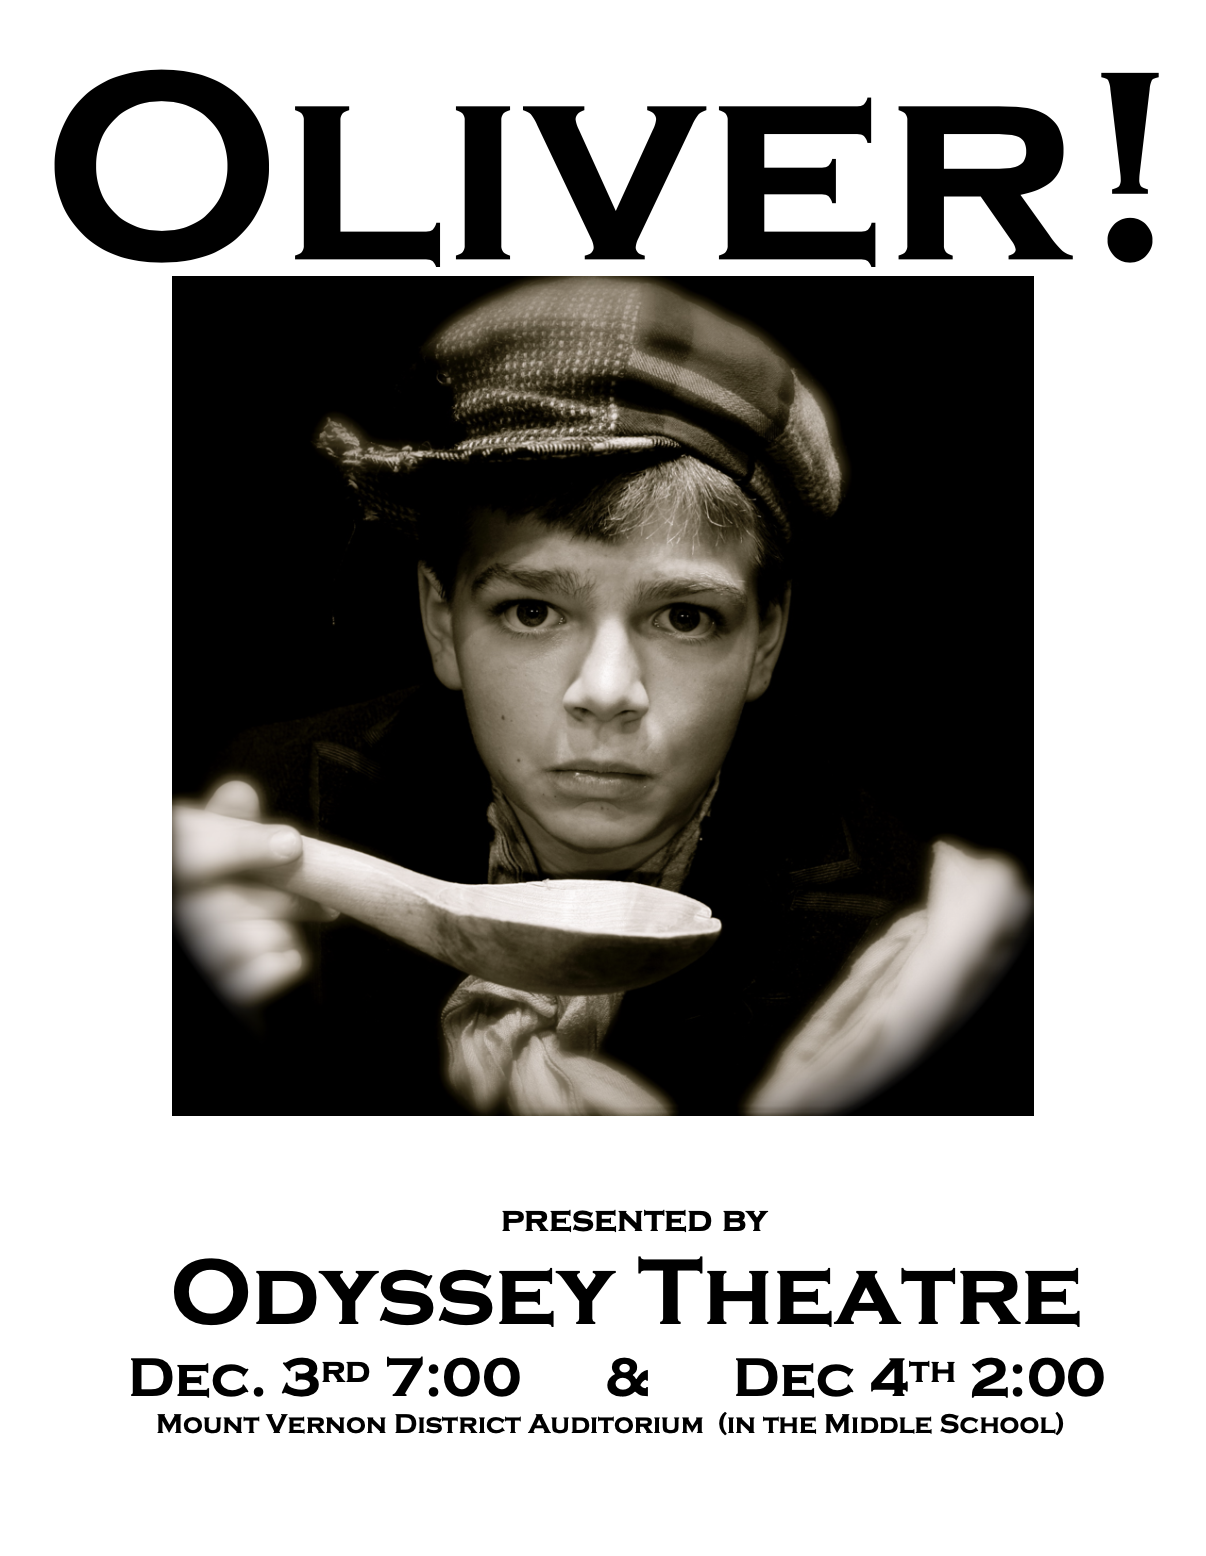 Oliver!
presented by
Odyssey Theatre
Dec. 3rd 7:00 & Dec 4th 2:00
Mount Vernon District Auditorium (in the Middle School)